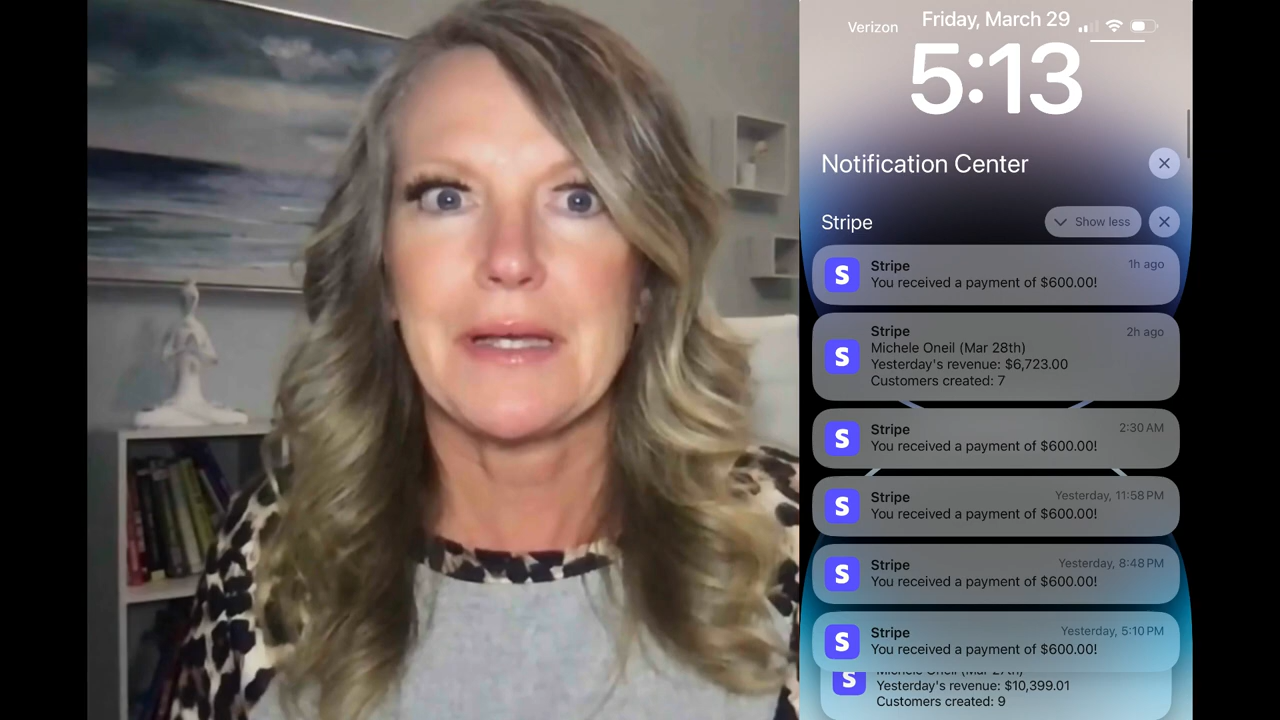 Verizon
Friday, March 29
5:13
Notification Center
Stripe
Show less
S
Stripe
1h ago
You received a payment of $600.00!
S
Stripe
2h ago
Michele Oneil (Mar 28th)
Yesterday's revenue: $6,723.00
Customers created: 7
S
Stripe
2:30 AM
You received a payment of $600.00!
S
Stripe
Yesterday, 11:58 PM
You received a payment of $600.00!
S
Stripe
Yesterday, 8:48 PM
You received a payment of $600.00!
S
Stripe
Yesterday, 5:10 PM
You received a payment of $600.00!
S
Michele Oneil (Mar 27th)
Yesterday's revenue: $10,399.01
Customers created: 9